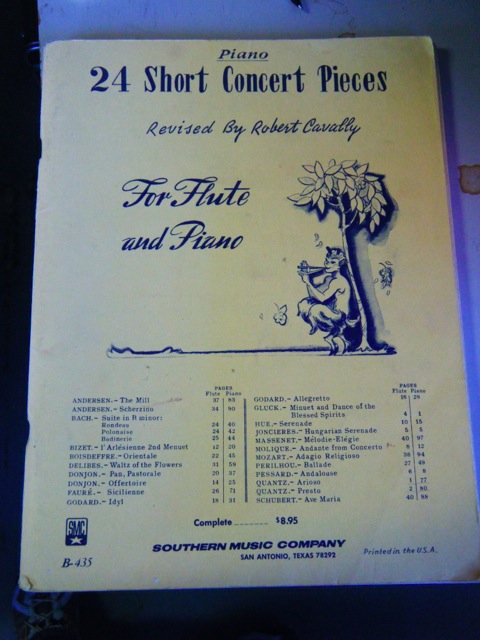 Piano
24 Short Concert Pieces
Revised By Robert Cavally
For Flute
and Piano
PAGES
Flute Piano
ANDERSEN.- The Mill 37 83
ANDERSEN.- Scherzino 34 80
BACH.- Suite in B minor:
Rondeau 24 40
Polonaise 24 42
Badinerie 25 44
BIZET.- l'Arlésienne 2nd Menuet 12 20
BOISDEFFRE.- Orientale 22 45
DELIBES.- Waltz of the Flowers 31 59
DONJON.- Pan, Pastorale 20 37
DONJON.- Offertoire 14 25
FAURÉ.- Sicilienne 26 71
GODARD.- Idyl 18 31
PAGES
Flute Piano
GODARD.- Allegretto 16 28
GLUCK.- Minuet and Dance of the
Blessed Spirits 4 1
HUE.- Serenade 10 15
JONCIERES.- Hungarian Serenade 5 5
MASSENET.- Mélodie-Elégie 40 97
MOLIQUE.- Andante from Concerto 8 12
MOZART.- Adagio Religioso 38 94
PERILHOU.- Ballade 27 49
PESSARD.- Andalouse 6 8
QUANTZ.- Arioso 1 77
QUANTZ.- Presto 2 80
SCHUBERT.- Ave Maria 40 99
Complete $8.95
SMC
B-435
SOUTHERN MUSIC COMPANY
SAN ANTONIO, TEXAS 78292
Printed in the U.S.A.